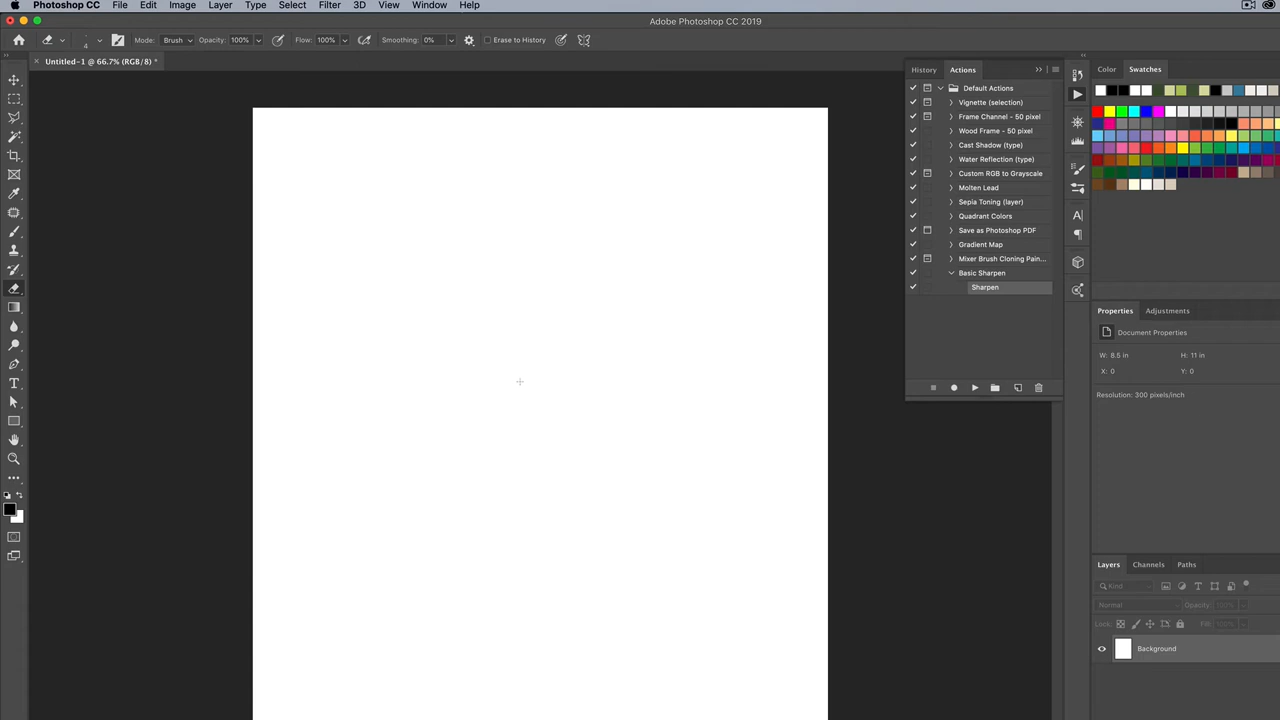 Photoshop CC File Edit Image Layer Type Select Filter 3D View Window Help
Adobe Photoshop CC 2019
4 Mode: Brush Opacity: 100% Flow: 100% Smoothing: 0% Erase to History
Untitled-1 @ 66.7% (RGB/8) *
History Actions
Default Actions
Vignette (selection)
Frame Channel - 50 pixel
Wood Frame - 50 pixel
Cast Shadow (type)
Water Reflection (type)
Custom RGB to Grayscale
Molten Lead
Sepia Toning (layer)
Quadrant Colors
Save as Photoshop PDF
Gradient Map
Mixer Brush Cloning Pain...
Basic Sharpen
Sharpen
Color Swatches
Properties Adjustments
Document Properties
W: 8.5 in H: 11 in
X: 0 Y: 0
Resolution: 300 pixels/inch
Layers Channels Paths
Kind
Normal Opacity: 100%
Lock: Fill: 100%
Background